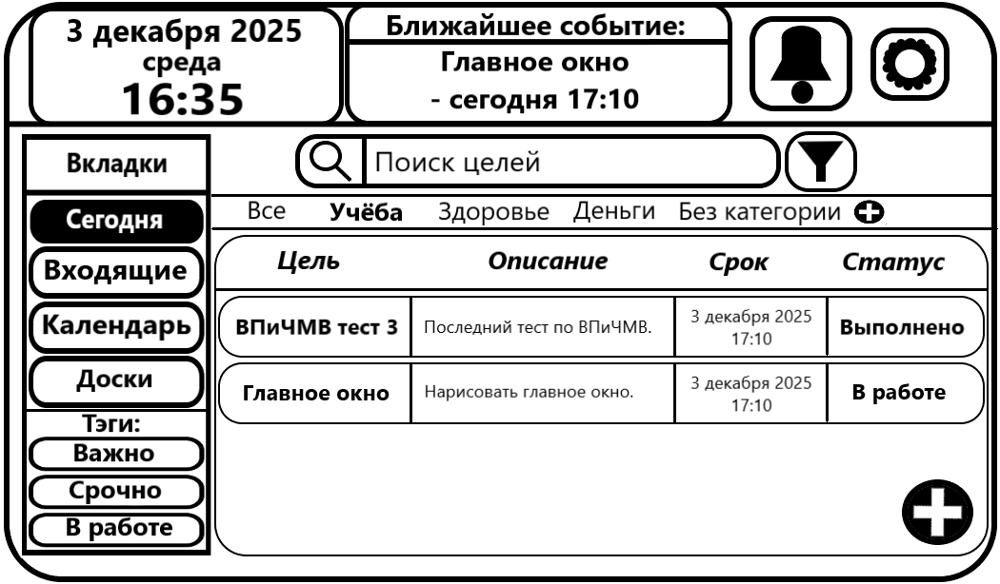 3 декабря 2025
среда
16:35
Ближайшее событие:
Главное окно
- сегодня 17:10
Вкладки
Сегодня
Входящие
Календарь
Доски
Тэги:
Важно
Срочно
В работе
Поиск целей
Все Учёба Здоровье Деньги Без категории
Цель Описание Срок Статус
ВПиЧМВ тест 3 Последний тест по ВПиЧМВ. 3 декабря 2025 17:10 Выполнено
Главное окно Нарисовать главное окно. 3 декабря 2025 17:10 В работе